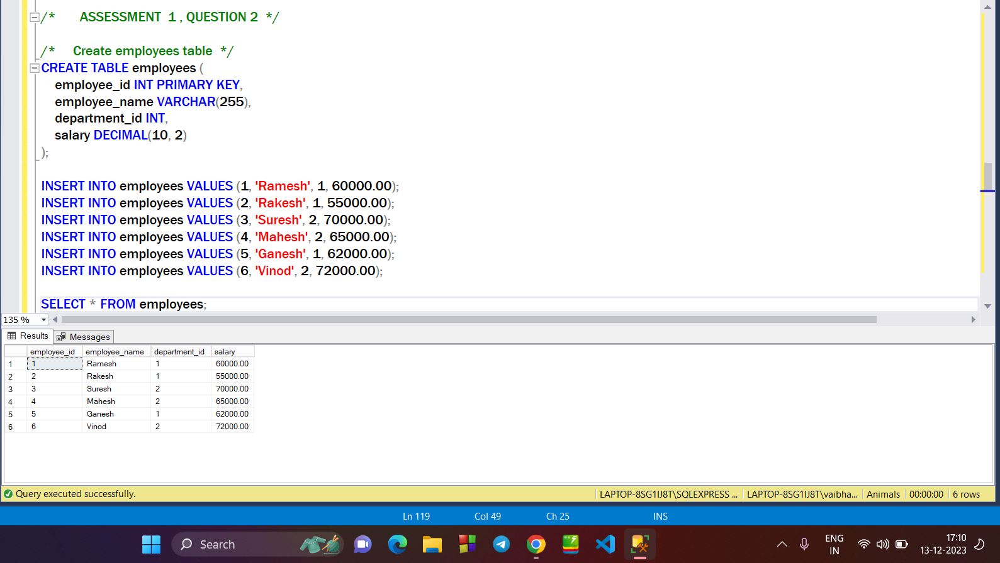 /*      ASSESSMENT  1 , QUESTION 2  */
/*    Create employees table  */
CREATE TABLE employees (
employee_id INT PRIMARY KEY,
employee_name VARCHAR(255),
department_id INT,
salary DECIMAL(10, 2)
);
INSERT INTO employees VALUES (1, 'Ramesh', 1, 60000.00);
INSERT INTO employees VALUES (2, 'Rakesh', 1, 55000.00);
INSERT INTO employees VALUES (3, 'Suresh', 2, 70000.00);
INSERT INTO employees VALUES (4, 'Mahesh', 2, 65000.00);
INSERT INTO employees VALUES (5, 'Ganesh', 1, 62000.00);
INSERT INTO employees VALUES (6, 'Vinod', 2, 72000.00);
SELECT * FROM employees;
135 %
Results Messages
employee_id employee_name department_id salary
1 1 Ramesh 1 60000.00
2 2 Rakesh 1 55000.00
3 3 Suresh 2 70000.00
4 4 Mahesh 2 65000.00
5 5 Ganesh 1 62000.00
6 6 Vinod 2 72000.00
Query executed successfully. LAPTOP-8SG1IJ8T\SQLEXPRESS ... LAPTOP-8SG1IJ8T\vaibha... Animals 00:00:00 6 rows
Ln 119 Col 49 Ch 25 INS
Search ENG IN 17:10
13-12-2023